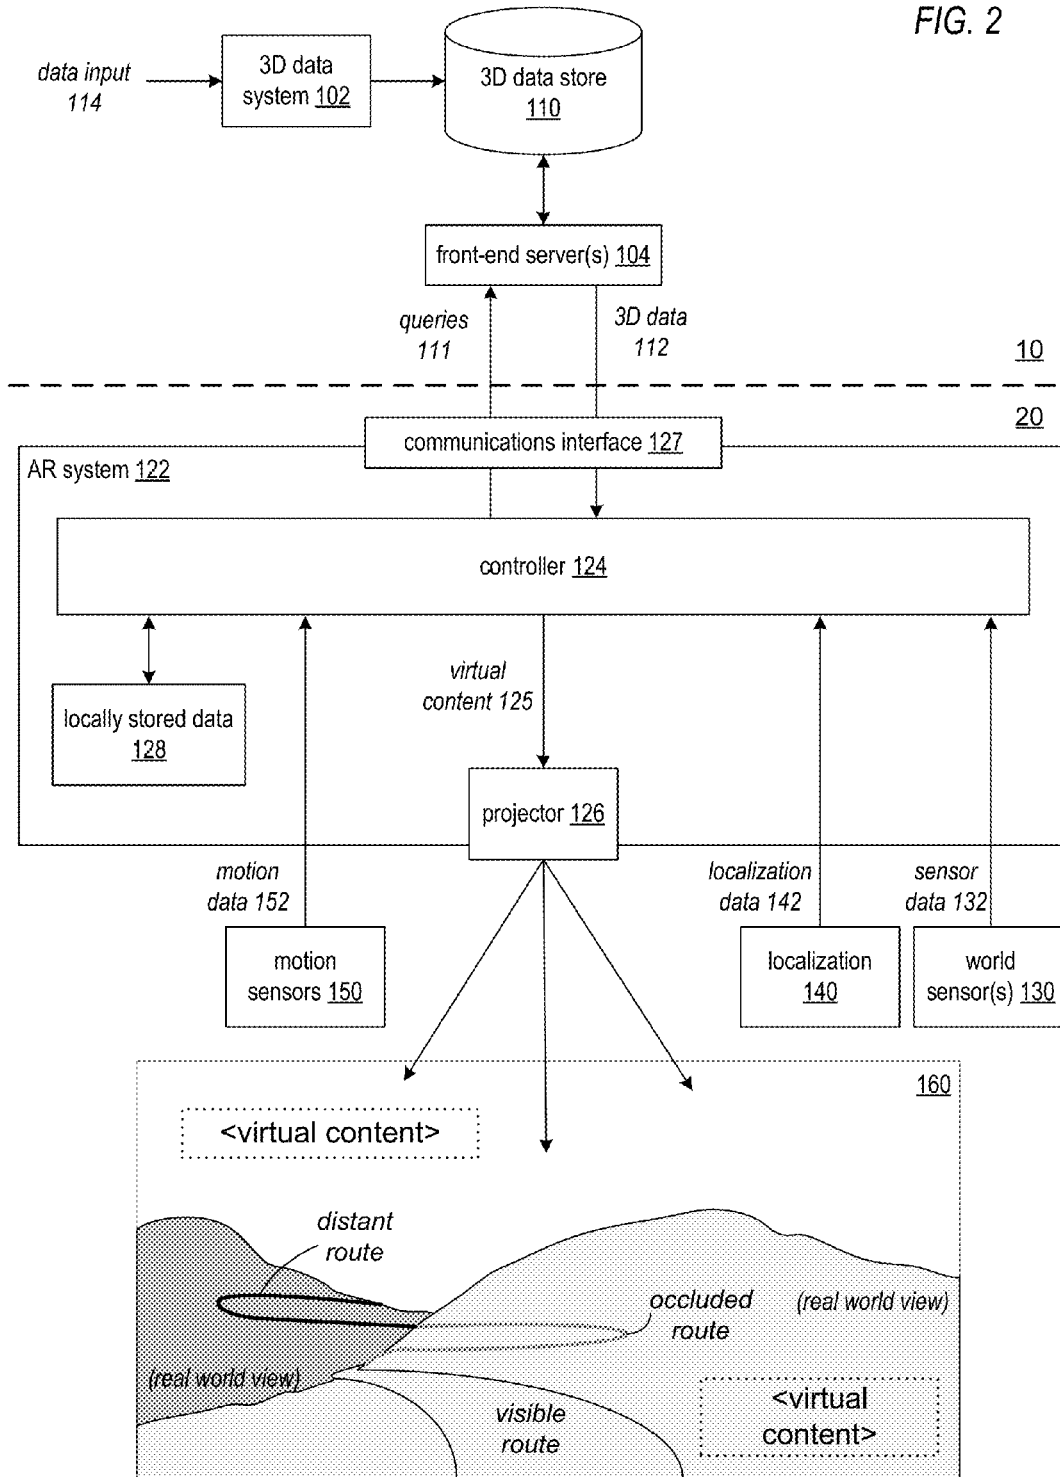 FIG. 2
data input
114
3D data
system 102
3D data store
110
front-end server(s) 104
queries
111
3D data
112
10
20
communications interface 127
AR system 122
controller 124
virtual
content 125
locally stored data
128
projector 126
motion
data 152
localization
data 142
sensor
data 132
motion
sensors 150
localization
140
world
sensor(s) 130
160
<virtual content>
distant
route
occluded
route
(real world view)
(real world view)
visible
route
<virtual
content>